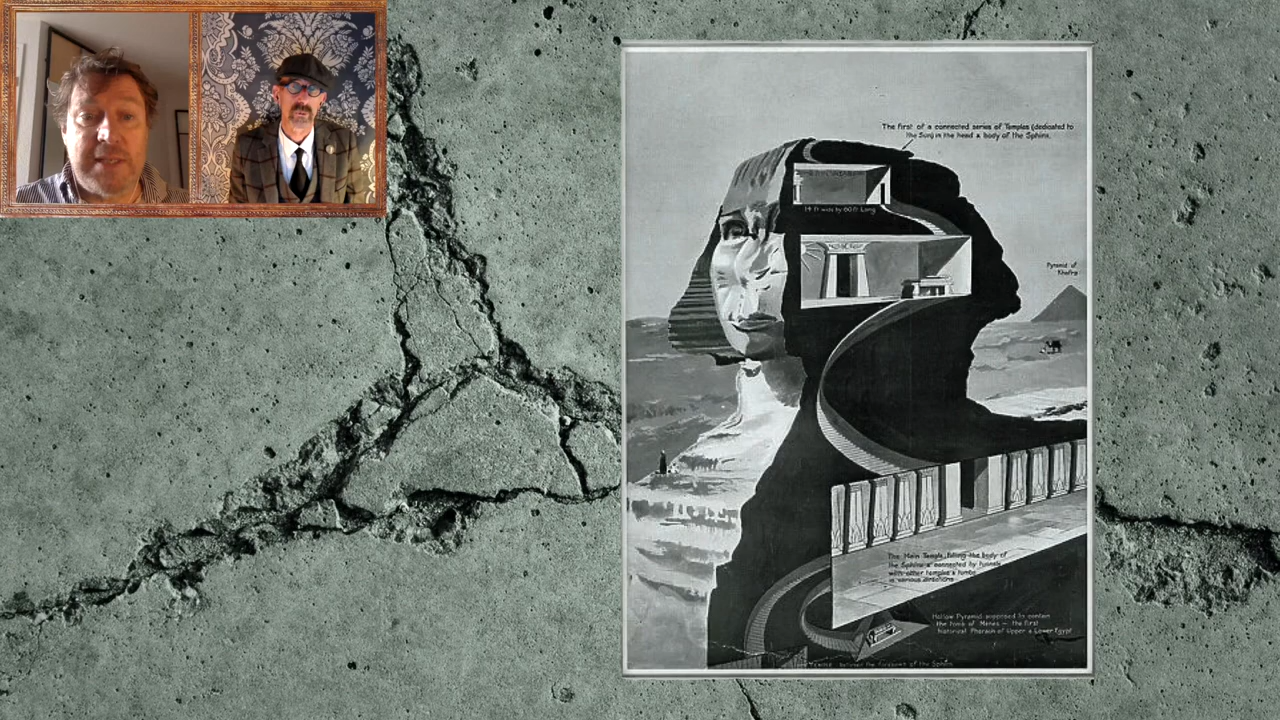 The first of a connected series of Temples (dedicated to
the Sun) in the head & body of the Sphinx.
14 ft wide by 60 ft Long
Pyramid of
Khafra
The Main Temple, filling the body of
the Sphinx & connected by tunnels
with other temples & tombs
in various directions
Hollow Pyramid supposed to contain
the tomb of Menes — the first
historical Pharaoh of Upper & Lower Egypt
Temple between the forepaws of the Sphinx